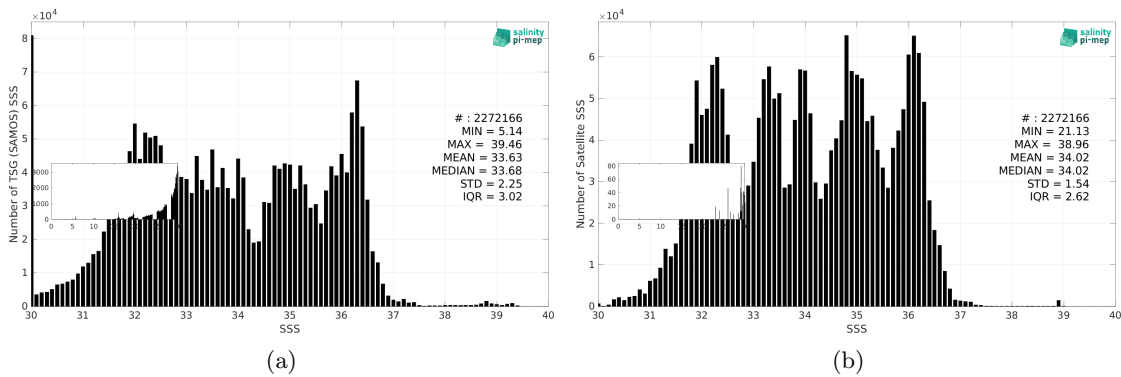 ×10⁴
salinity
pi-mep
# : 2272166
MIN = 5.14
MAX = 39.46
MEAN = 33.63
MEDIAN = 33.68
STD = 2.25
IQR = 3.02
Number of TSG (SAMOS) SSS
8
7
6
5
4
3
2
1
0
3000
2000
1000
0
0 5 10 15 20 25
30 31 32 33 34 35 36 37 38 39 40
SSS
(a)
×10⁴
salinity
pi-mep
# : 2272166
MIN = 21.13
MAX = 38.96
MEAN = 34.02
MEDIAN = 34.02
STD = 1.54
IQR = 2.62
Number of Satellite SSS
6
5
4
3
2
1
0
80
60
40
20
0
0 5 10 15 20 25
30 31 32 33 34 35 36 37 38 39 40
SSS
(b)